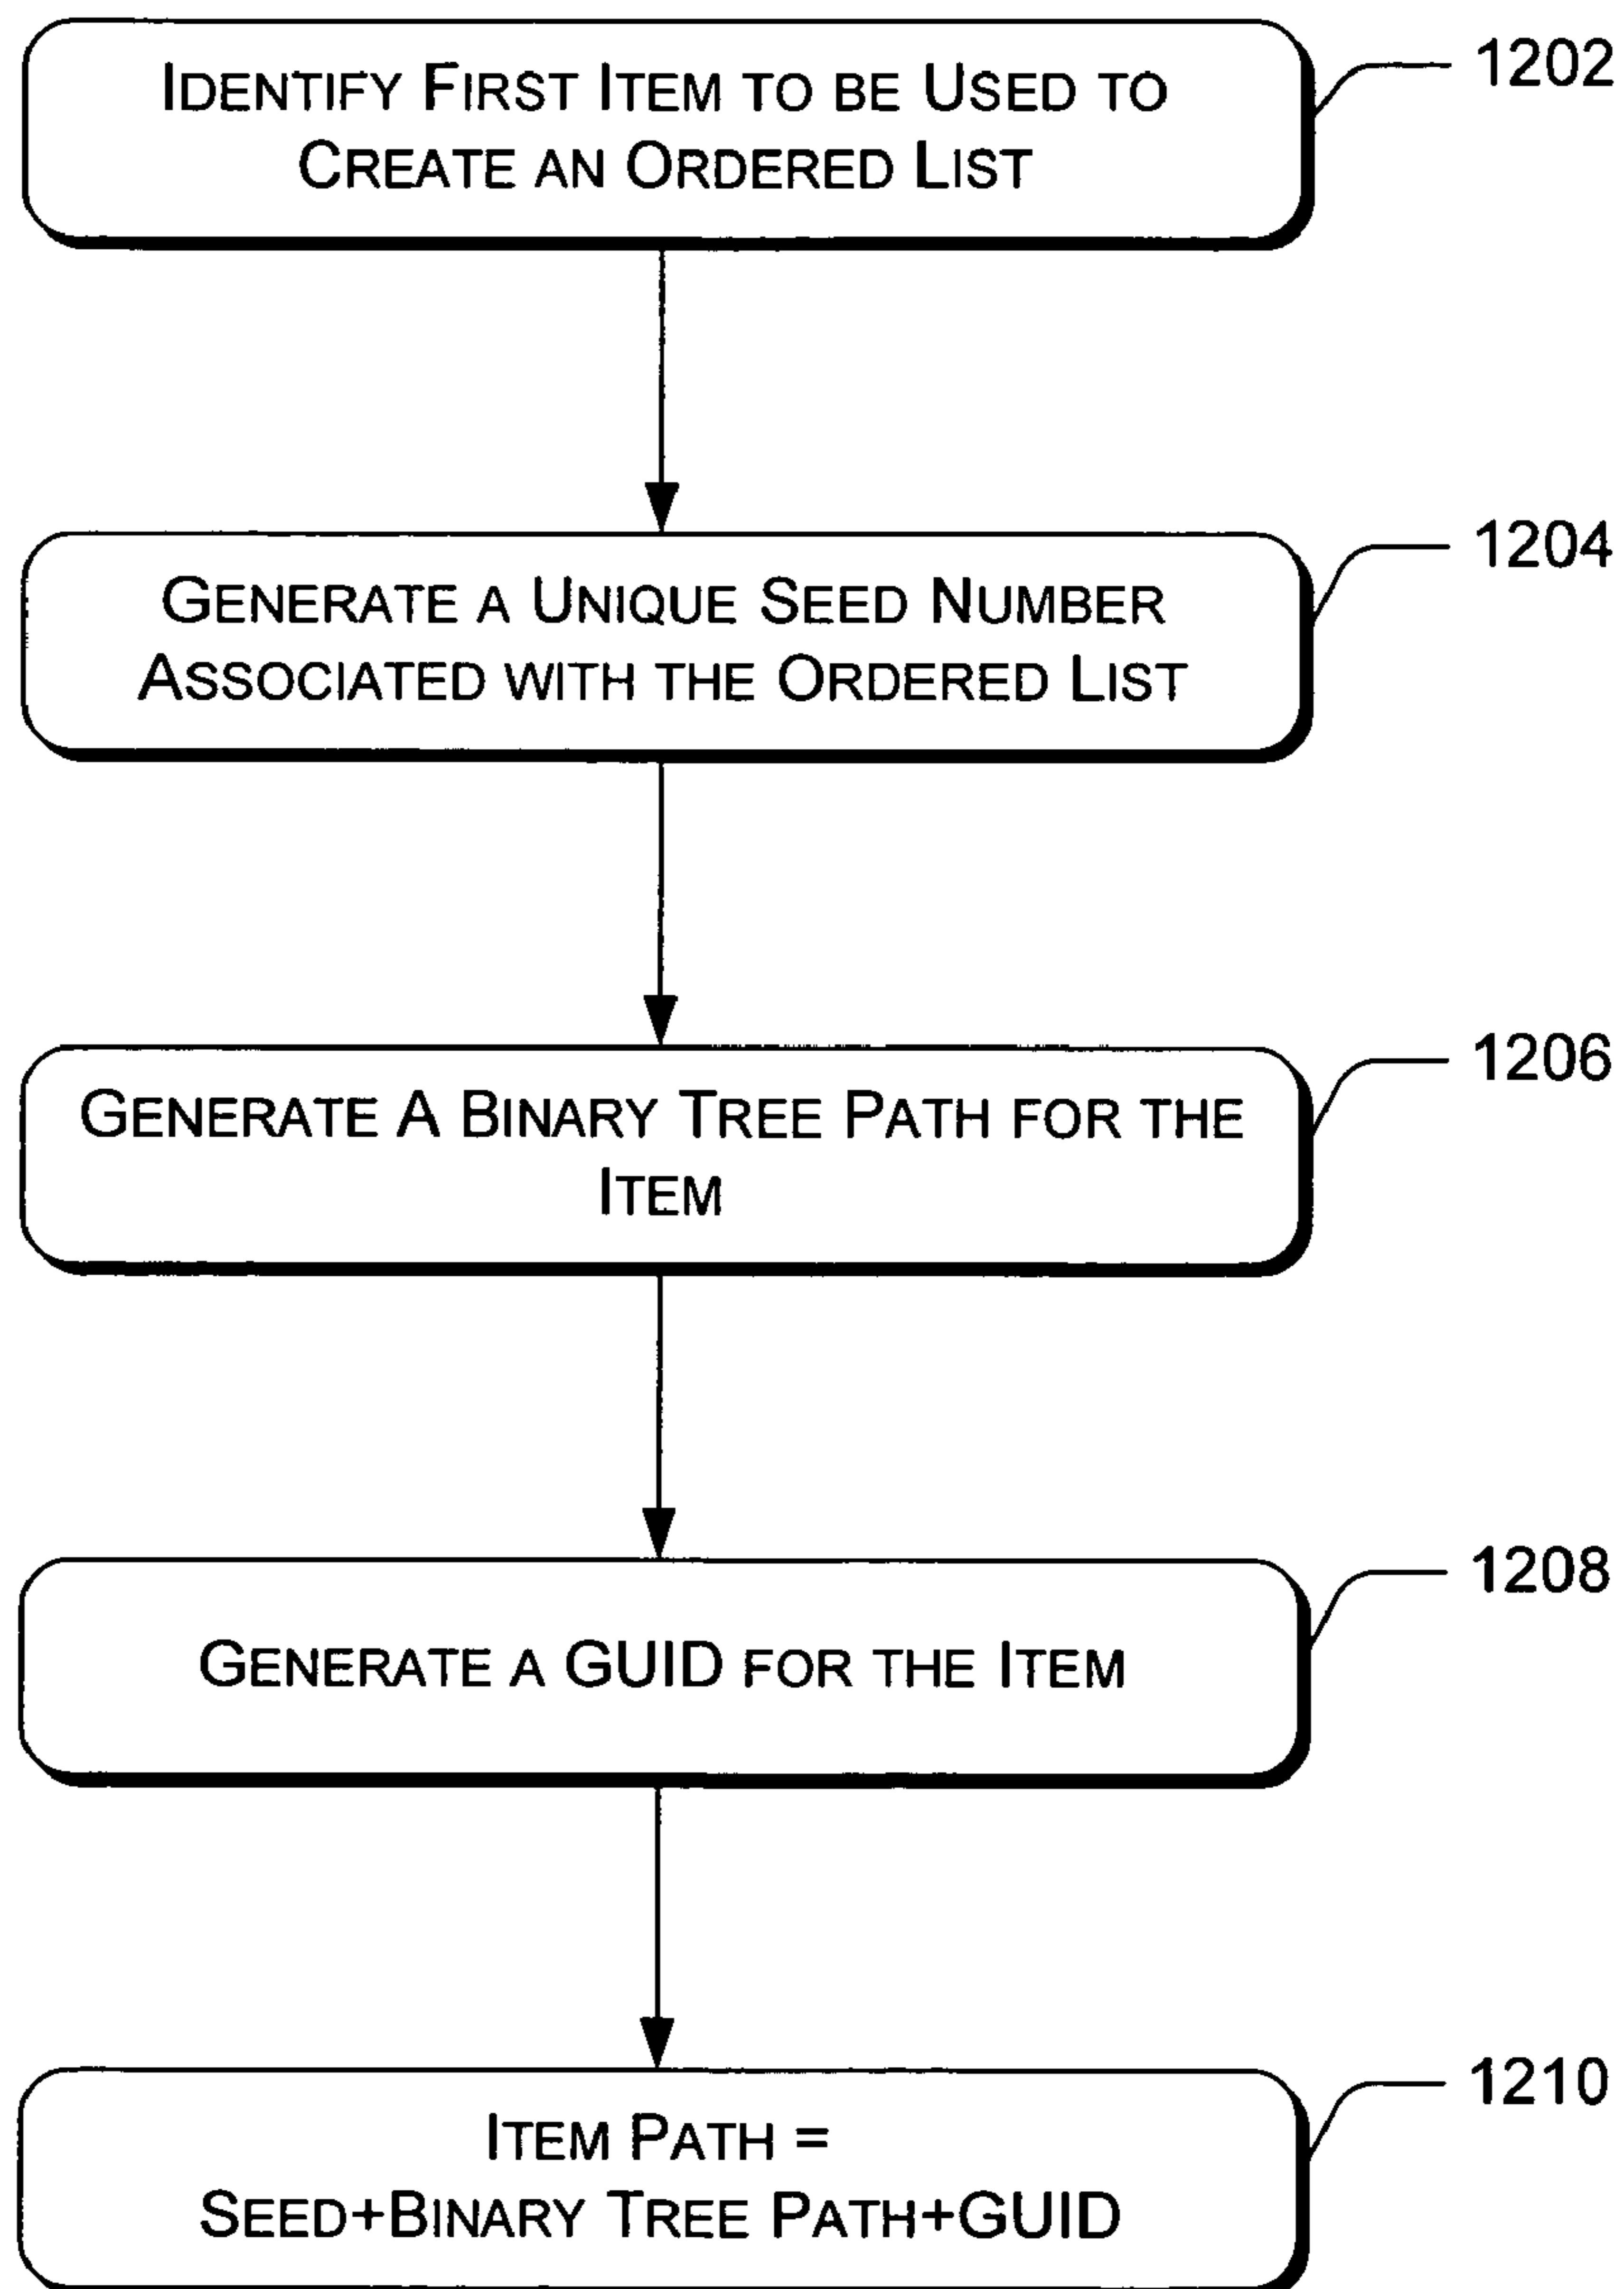 IDENTIFY FIRST ITEM TO BE USED TO
CREATE AN ORDERED LIST
1202
GENERATE A UNIQUE SEED NUMBER
ASSOCIATED WITH THE ORDERED LIST
1204
GENERATE A BINARY TREE PATH FOR THE
ITEM
1206
GENERATE A GUID FOR THE ITEM
1208
ITEM PATH =
SEED+BINARY TREE PATH+GUID
1210